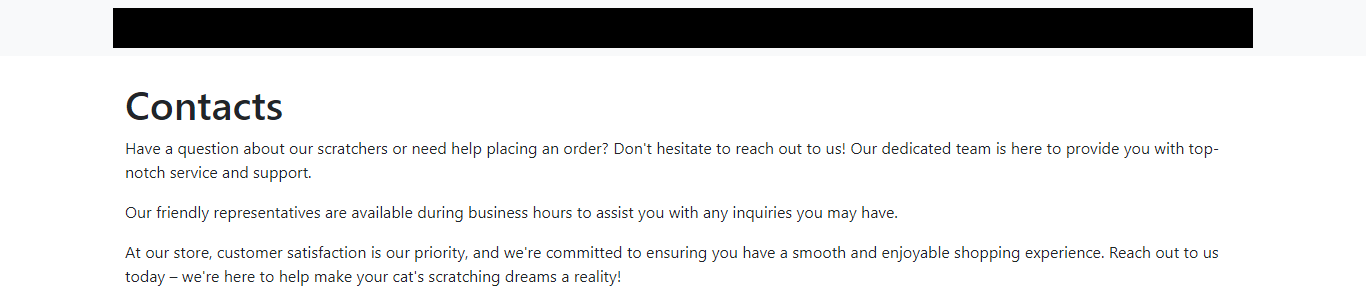 Contacts
Have a question about our scratchers or need help placing an order? Don't hesitate to reach out to us! Our dedicated team is here to provide you with top-
notch service and support.
Our friendly representatives are available during business hours to assist you with any inquiries you may have.
At our store, customer satisfaction is our priority, and we're committed to ensuring you have a smooth and enjoyable shopping experience. Reach out to us
today – we're here to help make your cat's scratching dreams a reality!